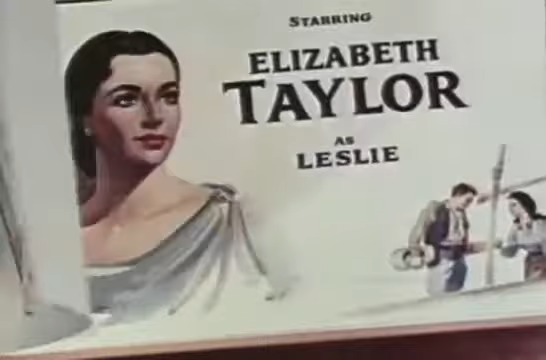 STARRING
ELIZABETH
TAYLOR
AS
LESLIE